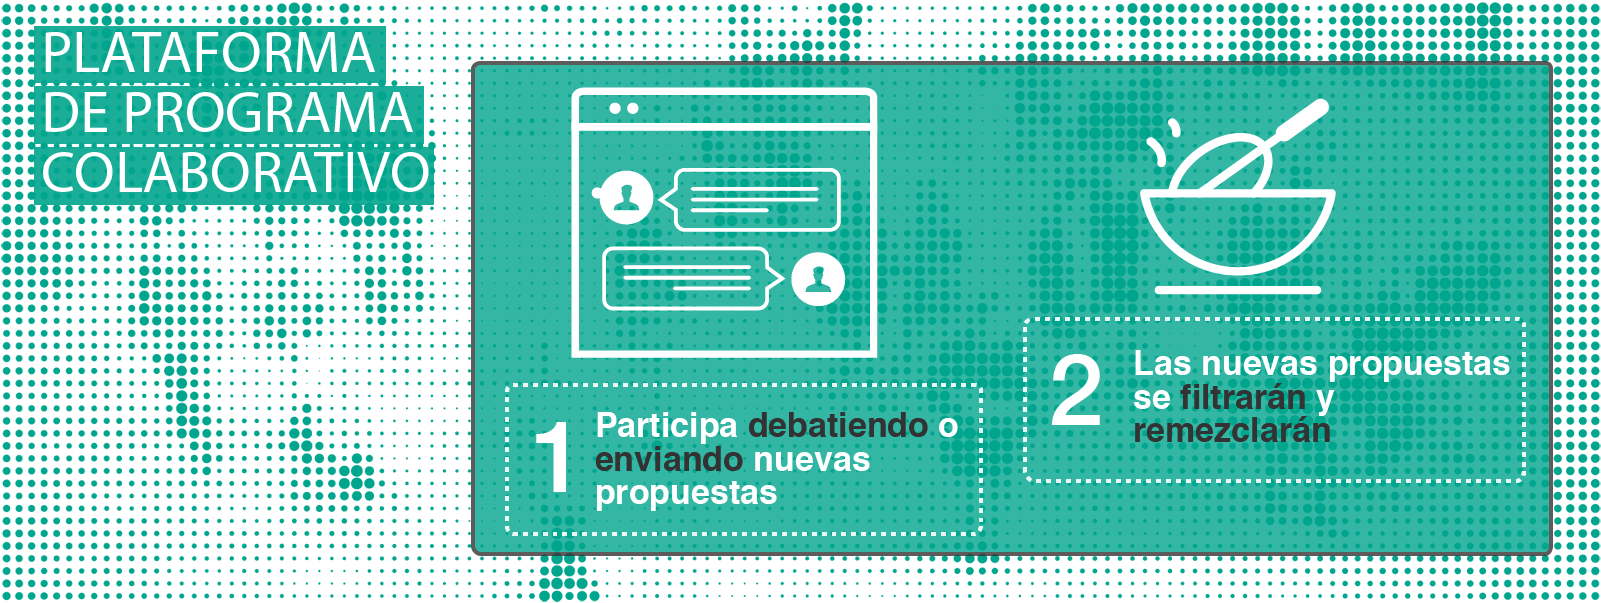 PLATAFORMA
DE PROGRAMA
COLABORATIVO
1
Participa debatiendo o
enviando nuevas
propuestas
2
Las nuevas propuestas
se filtrarán y
remezclarán